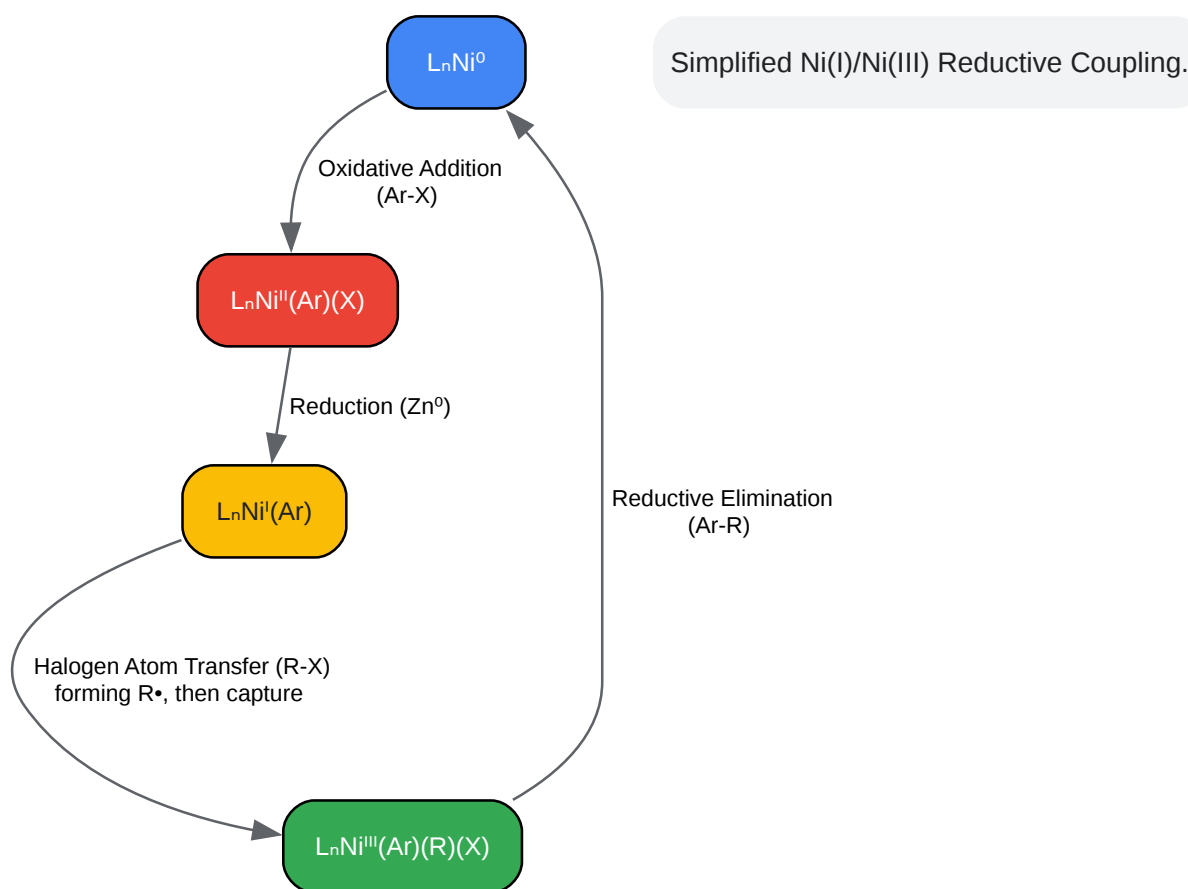 LₙNi⁰
Simplified Ni(I)/Ni(III) Reductive Coupling.
Oxidative Addition
(Ar-X)
LₙNiᴵᴵ(Ar)(X)
Reduction (Zn⁰)
LₙNiᴵ(Ar)
Reductive Elimination
(Ar-R)
Halogen Atom Transfer (R-X)
forming R•, then capture
LₙNiᴵᴵᴵ(Ar)(R)(X)